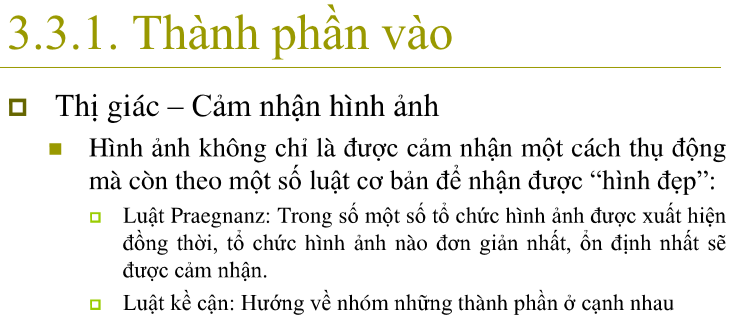 3.3.1. Thành phần vào
Thị giác – Cảm nhận hình ảnh
Hình ảnh không chỉ là được cảm nhận một cách thụ động
mà còn theo một số luật cơ bản để nhận được “hình đẹp”:
Luật Praegnanz: Trong số một số tổ chức hình ảnh được xuất hiện
đồng thời, tổ chức hình ảnh nào đơn giản nhất, ổn định nhất sẽ
được cảm nhận.
Luật kề cận: Hướng về nhóm những thành phần ở cạnh nhau